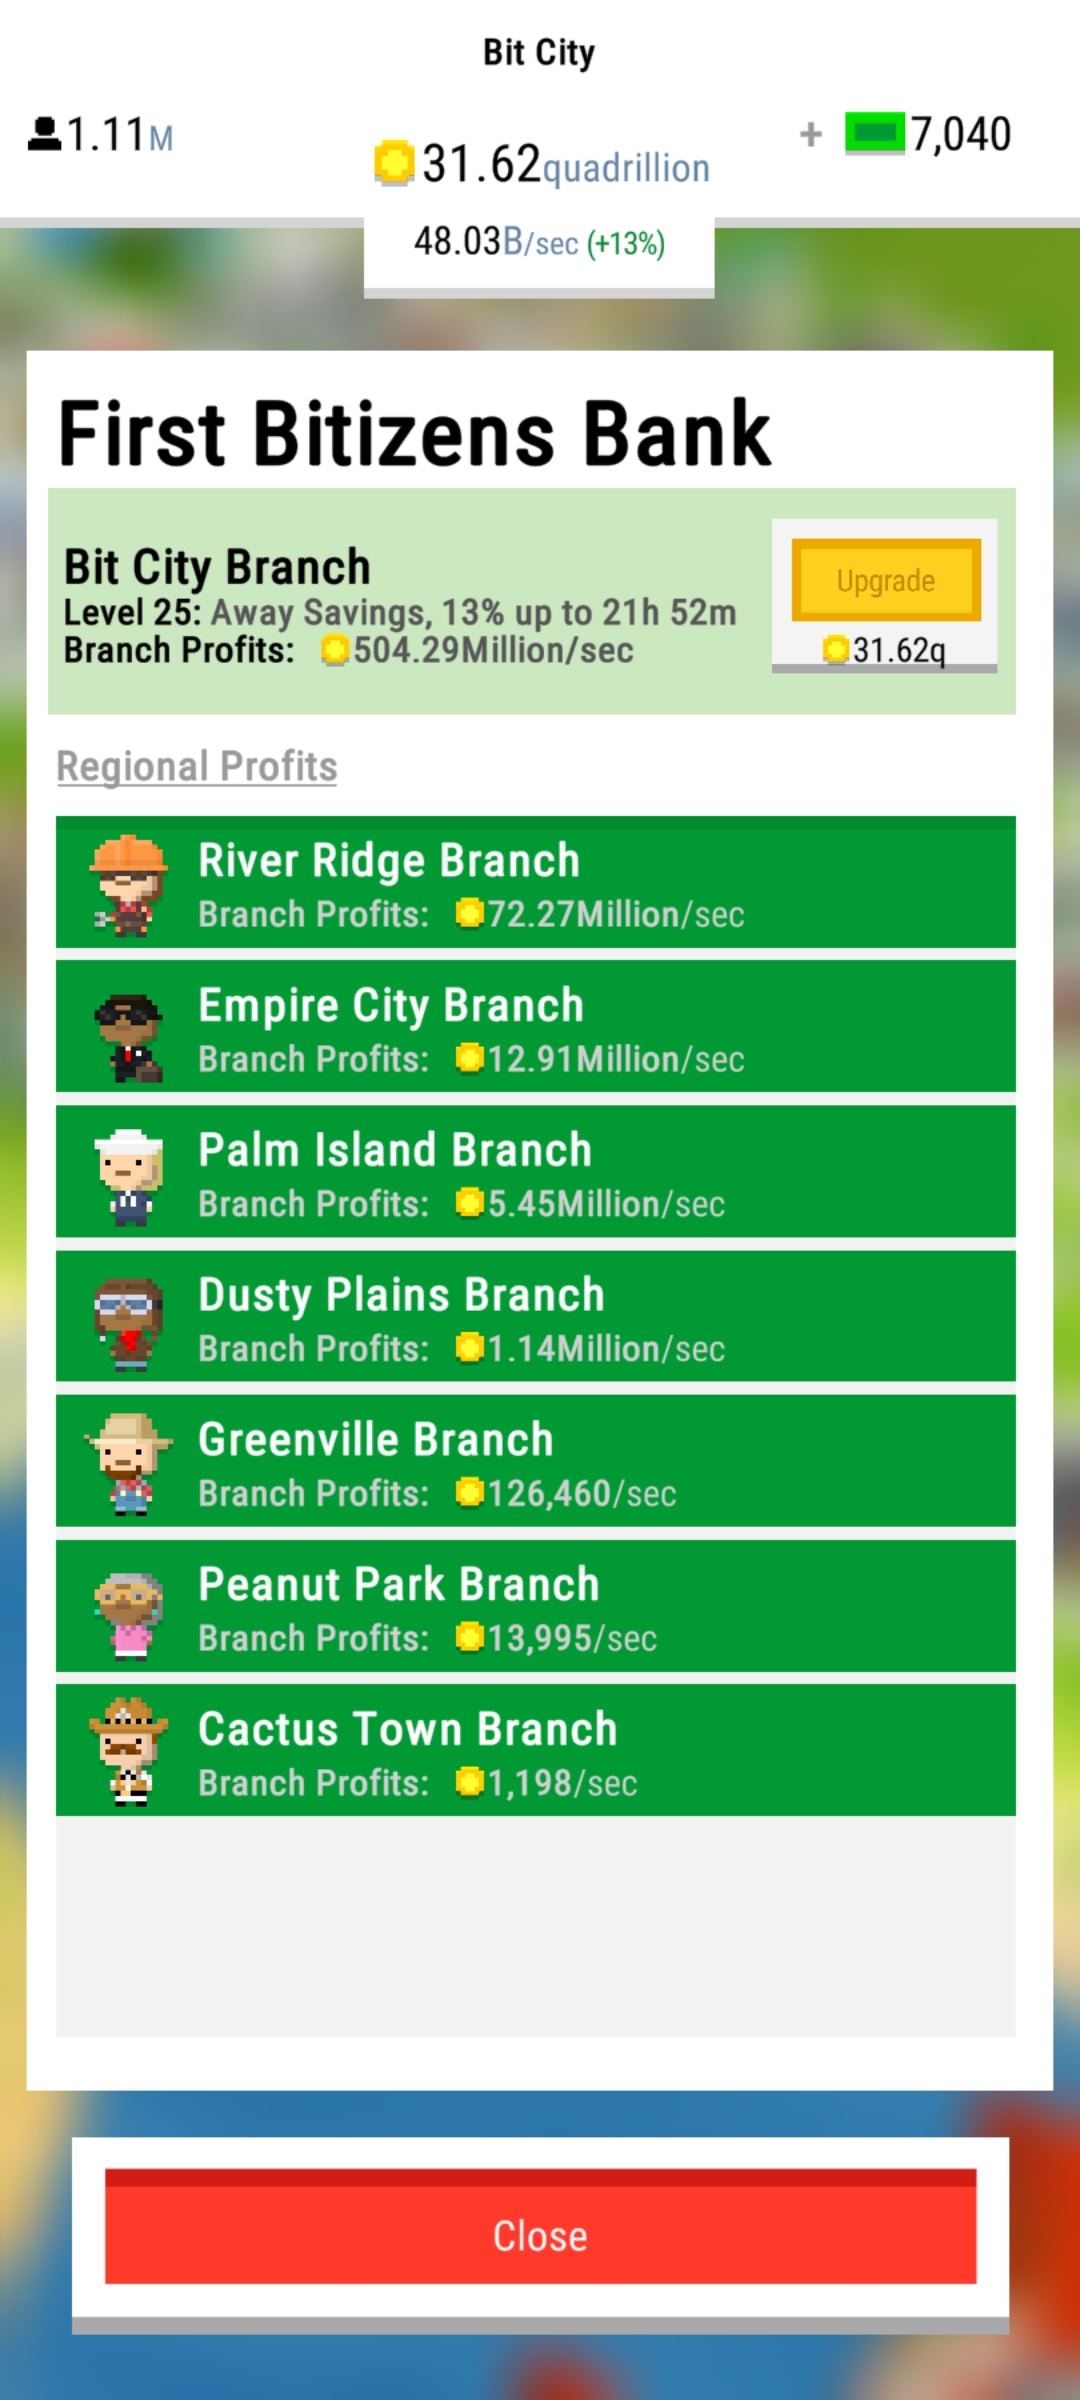 Bit City
1.11M
31.62quadrillion
+ 7,040
48.03B/sec (+13%)
First Bitizens Bank
Bit City Branch
Level 25: Away Savings, 13% up to 21h 52m
Branch Profits: 504.29Million/sec
Upgrade
31.62q
Regional Profits
River Ridge Branch
Branch Profits: 72.27Million/sec
Empire City Branch
Branch Profits: 12.91Million/sec
Palm Island Branch
Branch Profits: 5.45Million/sec
Dusty Plains Branch
Branch Profits: 1.14Million/sec
Greenville Branch
Branch Profits: 126,460/sec
Peanut Park Branch
Branch Profits: 13,995/sec
Cactus Town Branch
Branch Profits: 1,198/sec
Close